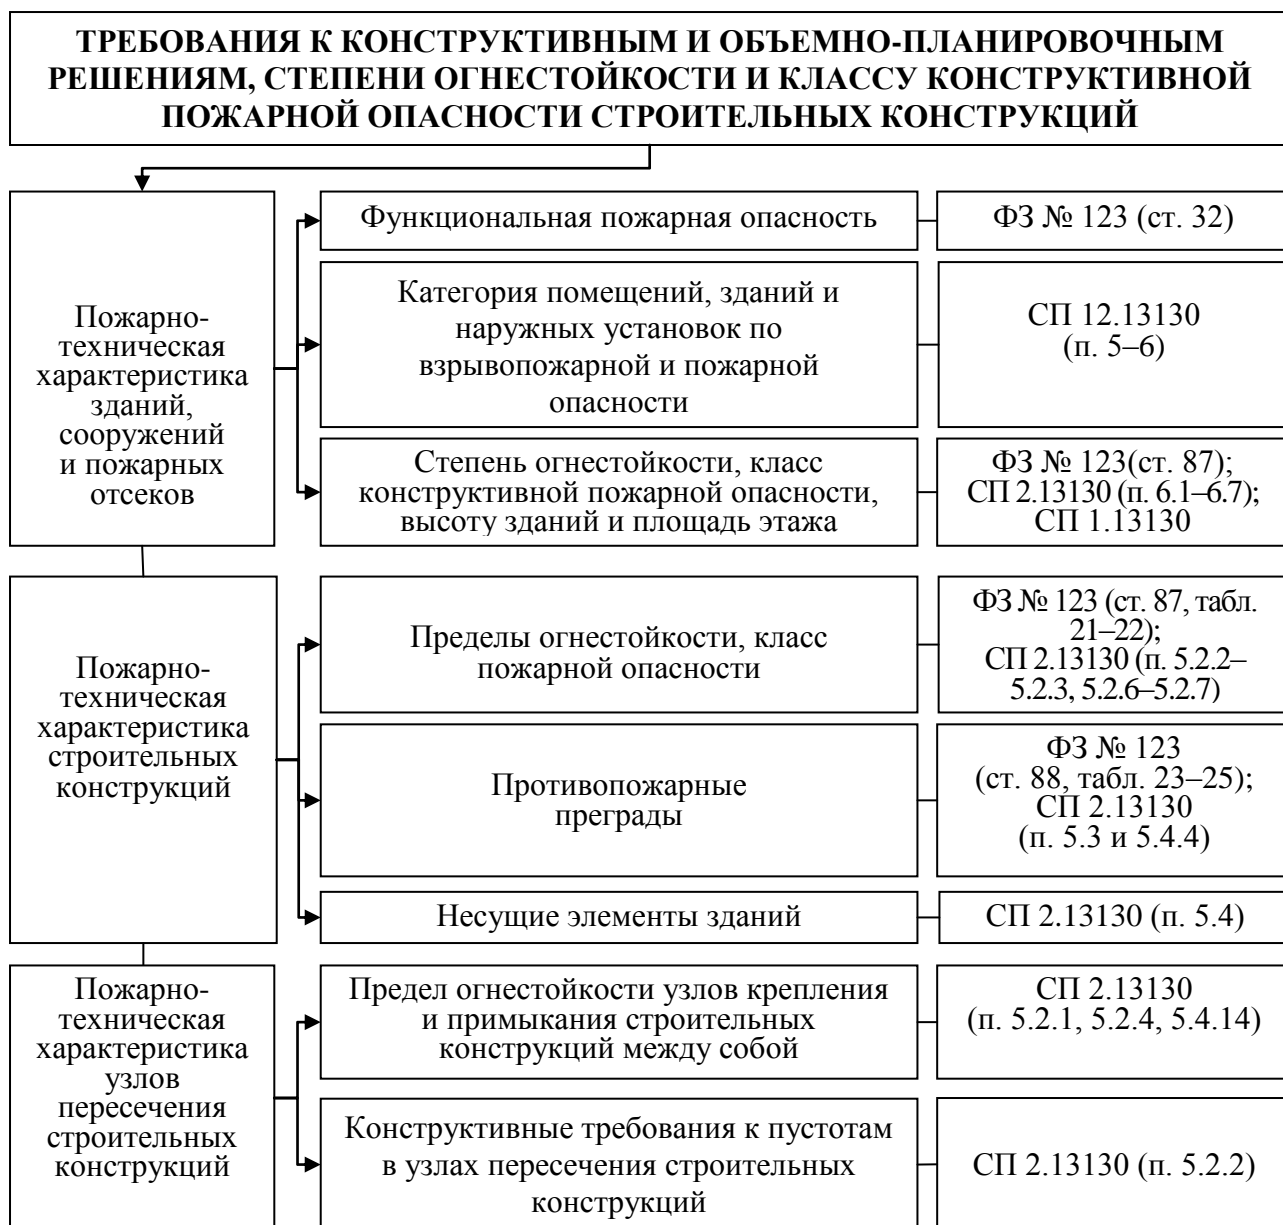 ТРЕБОВАНИЯ К КОНСТРУКТИВНЫМ И ОБЪЕМНО-ПЛАНИРОВОЧНЫМ
РЕШЕНИЯМ, СТЕПЕНИ ОГНЕСТОЙКОСТИ И КЛАССУ КОНСТРУКТИВНОЙ
ПОЖАРНОЙ ОПАСНОСТИ СТРОИТЕЛЬНЫХ КОНСТРУКЦИЙ
Пожарно-
техническая
характеристика
зданий,
сооружений
и пожарных
отсеков
Функциональная пожарная опасность
ФЗ № 123 (ст. 32)
Категория помещений, зданий и
наружных установок по
взрывопожарной и пожарной
опасности
СП 12.13130
(п. 5–6)
Степень огнестойкости, класс
конструктивной пожарной опасности,
высоту зданий и площадь этажа
ФЗ № 123(ст. 87);
СП 2.13130 (п. 6.1–6.7);
СП 1.13130
Пожарно-
техническая
характеристика
строительных
конструкций
Пределы огнестойкости, класс
пожарной опасности
ФЗ № 123 (ст. 87, табл.
21–22);
СП 2.13130 (п. 5.2.2–
5.2.3, 5.2.6–5.2.7)
Противопожарные
преграды
ФЗ № 123
(ст. 88, табл. 23–25);
СП 2.13130
(п. 5.3 и 5.4.4)
Несущие элементы зданий
СП 2.13130 (п. 5.4)
Пожарно-
техническая
характеристика
узлов
пересечения
строительных
конструкций
Предел огнестойкости узлов крепления
и примыкания строительных
конструкций между собой
СП 2.13130
(п. 5.2.1, 5.2.4, 5.4.14)
Конструктивные требования к пустотам
в узлах пересечения строительных
конструкций
СП 2.13130 (п. 5.2.2)